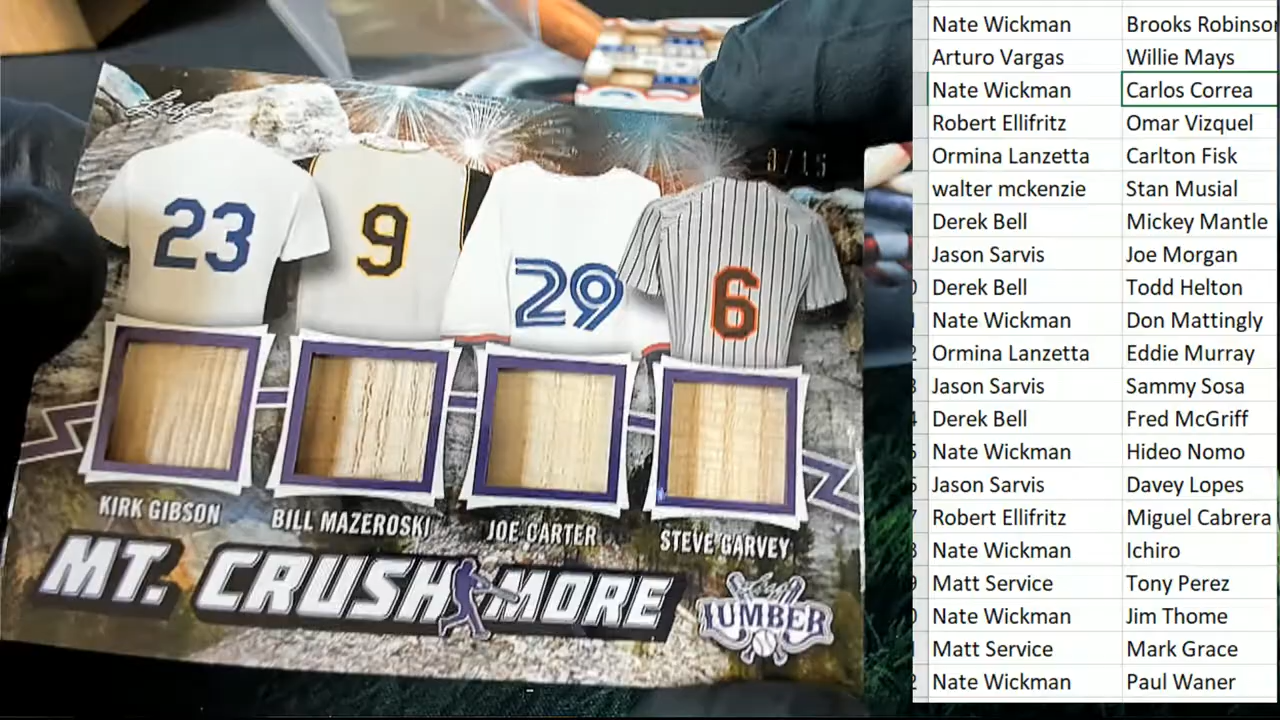 Leaf
23
9
29
6
KIRK GIBSON
BILL MAZEROSKI
JOE CARTER
STEVE GARVEY
MT. CRUSHMORE
Leaf
LUMBER
Nate Wickman Brooks Robinso
Arturo Vargas Willie Mays
Nate Wickman Carlos Correa
Robert Ellifritz Omar Vizquel
Ormina Lanzetta Carlton Fisk
walter mckenzie Stan Musial
Derek Bell Mickey Mantle
Jason Sarvis Joe Morgan
Derek Bell Todd Helton
Nate Wickman Don Mattingly
Ormina Lanzetta Eddie Murray
Jason Sarvis Sammy Sosa
Derek Bell Fred McGriff
Nate Wickman Hideo Nomo
Jason Sarvis Davey Lopes
Robert Ellifritz Miguel Cabrera
Nate Wickman Ichiro
Matt Service Tony Perez
Nate Wickman Jim Thome
Matt Service Mark Grace
Nate Wickman Paul Waner